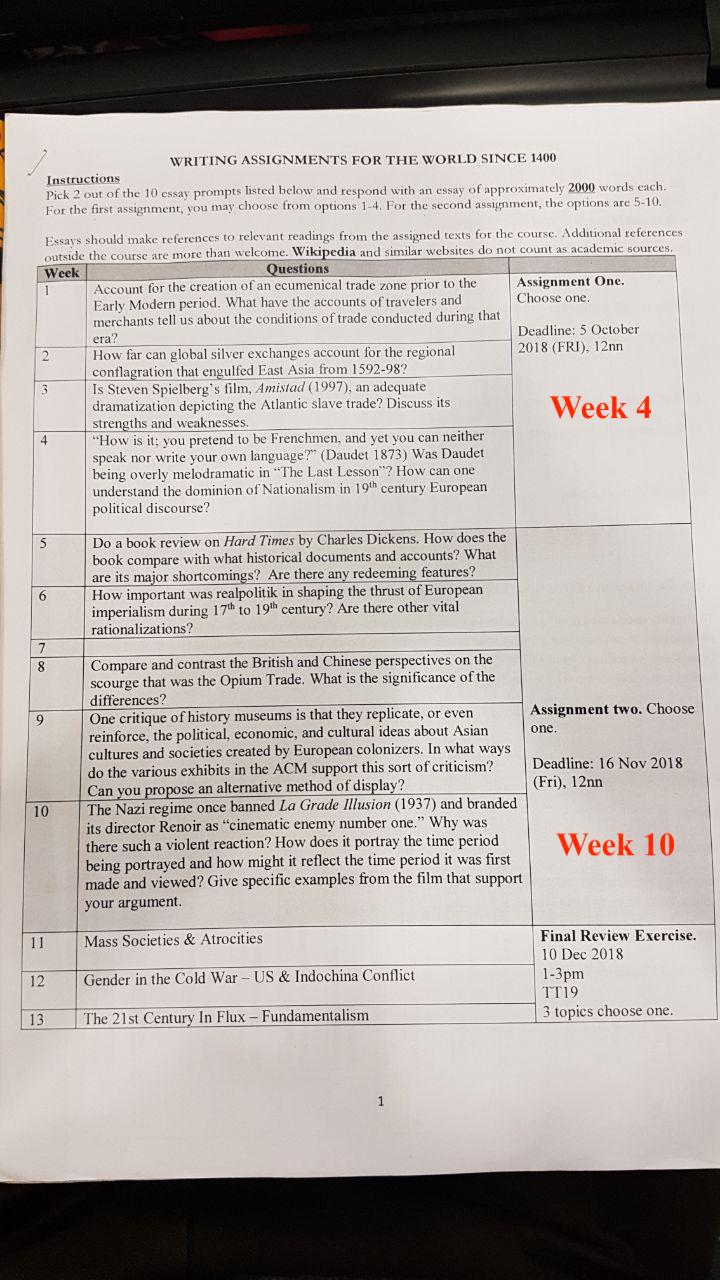 WRITING ASSIGNMENTS FOR THE WORLD SINCE 1400
Instructions
Pick 2 out of the 10 essay prompts listed below and respond with an essay of approximately 2000 words each.
For the first assignment, you may choose from options 1-4. For the second assignment, the options are 5-10.
Essays should make references to relevant readings from the assigned texts for the course. Additional references
outside the course are more than welcome. Wikipedia and similar websites do not count as academic sources.
Week Questions
1 Account for the creation of an ecumenical trade zone prior to the
Early Modern period. What have the accounts of travelers and
merchants tell us about the conditions of trade conducted during that
era?
2 How far can global silver exchanges account for the regional
conflagration that engulfed East Asia from 1592-98?
3 Is Steven Spielberg's film, Amistad (1997), an adequate
dramatization depicting the Atlantic slave trade? Discuss its
strengths and weaknesses.
4 “How is it; you pretend to be Frenchmen, and yet you can neither
speak nor write your own language?” (Daudet 1873) Was Daudet
being overly melodramatic in “The Last Lesson”? How can one
understand the dominion of Nationalism in 19th century European
political discourse?
Assignment One.
Choose one.
Deadline: 5 October
2018 (FRI), 12nn
Week 4
5 Do a book review on Hard Times by Charles Dickens. How does the
book compare with what historical documents and accounts? What
are its major shortcomings? Are there any redeeming features?
6 How important was realpolitik in shaping the thrust of European
imperialism during 17th to 19th century? Are there other vital
rationalizations?
7
8 Compare and contrast the British and Chinese perspectives on the
scourge that was the Opium Trade. What is the significance of the
differences?
9 One critique of history museums is that they replicate, or even
reinforce, the political, economic, and cultural ideas about Asian
cultures and societies created by European colonizers. In what ways
do the various exhibits in the ACM support this sort of criticism?
Can you propose an alternative method of display?
10 The Nazi regime once banned La Grade Illusion (1937) and branded
its director Renoir as “cinematic enemy number one.” Why was
there such a violent reaction? How does it portray the time period
being portrayed and how might it reflect the time period it was first
made and viewed? Give specific examples from the film that support
your argument.
Assignment two. Choose
one.
Deadline: 16 Nov 2018
(Fri), 12nn
Week 10
11 Mass Societies & Atrocities
12 Gender in the Cold War – US & Indochina Conflict
13 The 21st Century In Flux – Fundamentalism
Final Review Exercise.
10 Dec 2018
1-3pm
TT19
3 topics choose one.
1